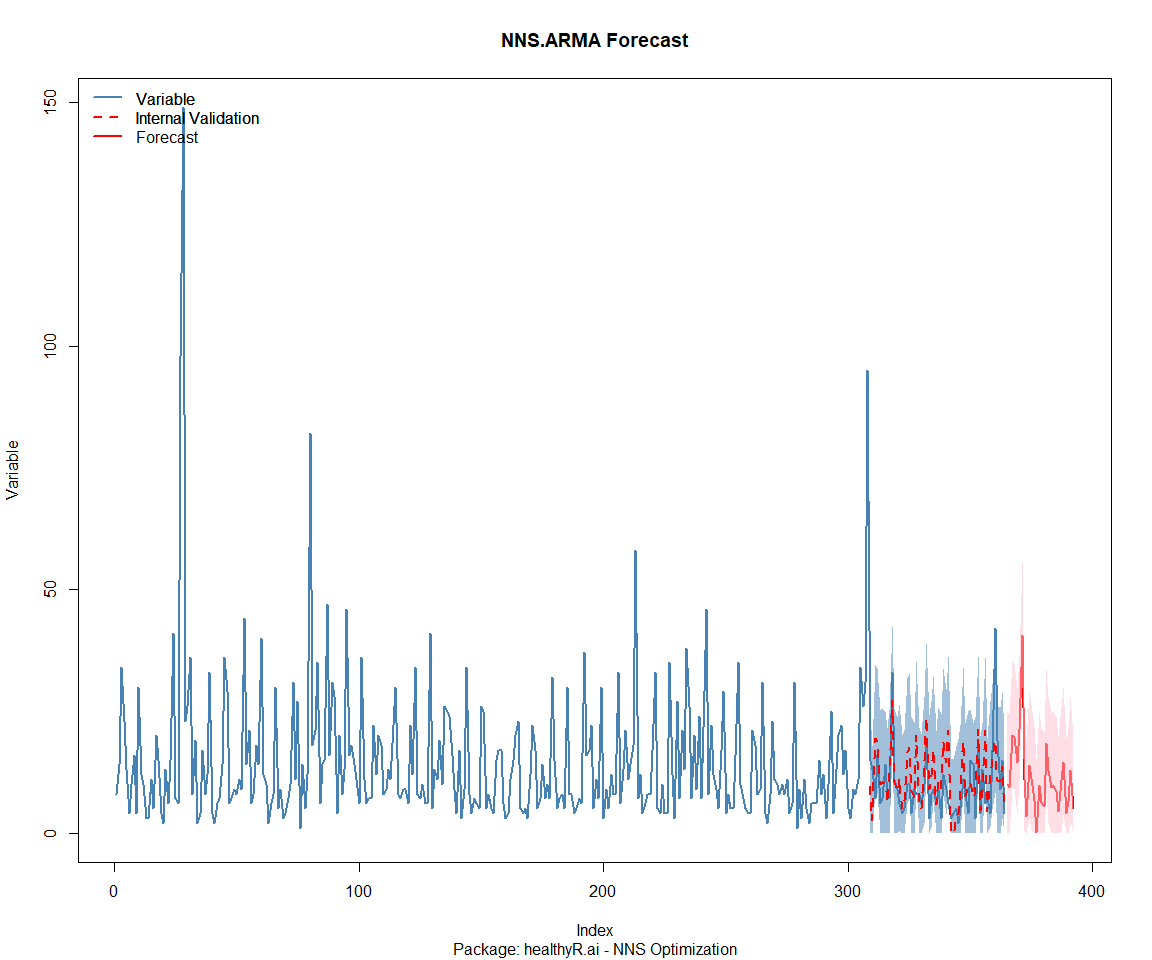 NNS.ARMA Forecast
Variable
Internal Validation
Forecast
150
100
50
0
Variable
0
100
200
300
400
Index
Package: healthyR.ai - NNS Optimization